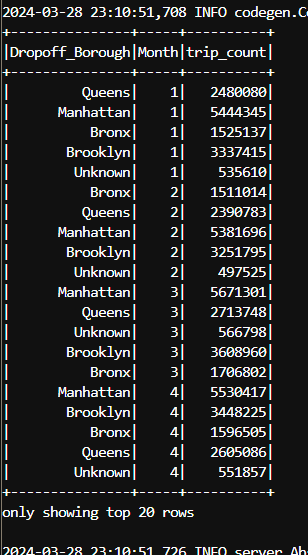 2024-03-28 23:10:51,708 INFO codegen.Co
+---------------+-----+----------+
|Dropoff_Borough|Month|trip_count|
+---------------+-----+----------+
|         Queens|    1|   2480080|
|      Manhattan|    1|   5444345|
|          Bronx|    1|   1525137|
|       Brooklyn|    1|   3337415|
|        Unknown|    1|    535610|
|          Bronx|    2|   1511014|
|         Queens|    2|   2390783|
|      Manhattan|    2|   5381696|
|       Brooklyn|    2|   3251795|
|        Unknown|    2|    497525|
|      Manhattan|    3|   5671301|
|         Queens|    3|   2713748|
|        Unknown|    3|    566798|
|       Brooklyn|    3|   3608960|
|          Bronx|    3|   1706802|
|      Manhattan|    4|   5530417|
|       Brooklyn|    4|   3448225|
|          Bronx|    4|   1596505|
|         Queens|    4|   2605086|
|        Unknown|    4|    551857|
+---------------+-----+----------+
only showing top 20 rows
2024-03-28 23:10:51,726 INFO server.Ab